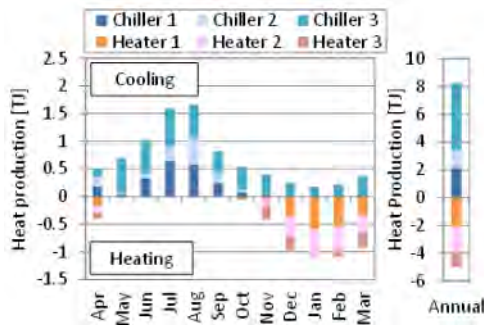 Chiller 1 Chiller 2 Chiller 3
Heater 1 Heater 2 Heater 3
Heat production [TJ]
2.5
2
1.5
1
0.5
0
-0.5
-1
-1.5
Cooling
Heating
Apr May Jun Jul Aug Sep Oct Nov Dec Jan Feb Mar
Heat Production [TJ]
10
8
6
4
2
0
-2
-4
-6
Annual